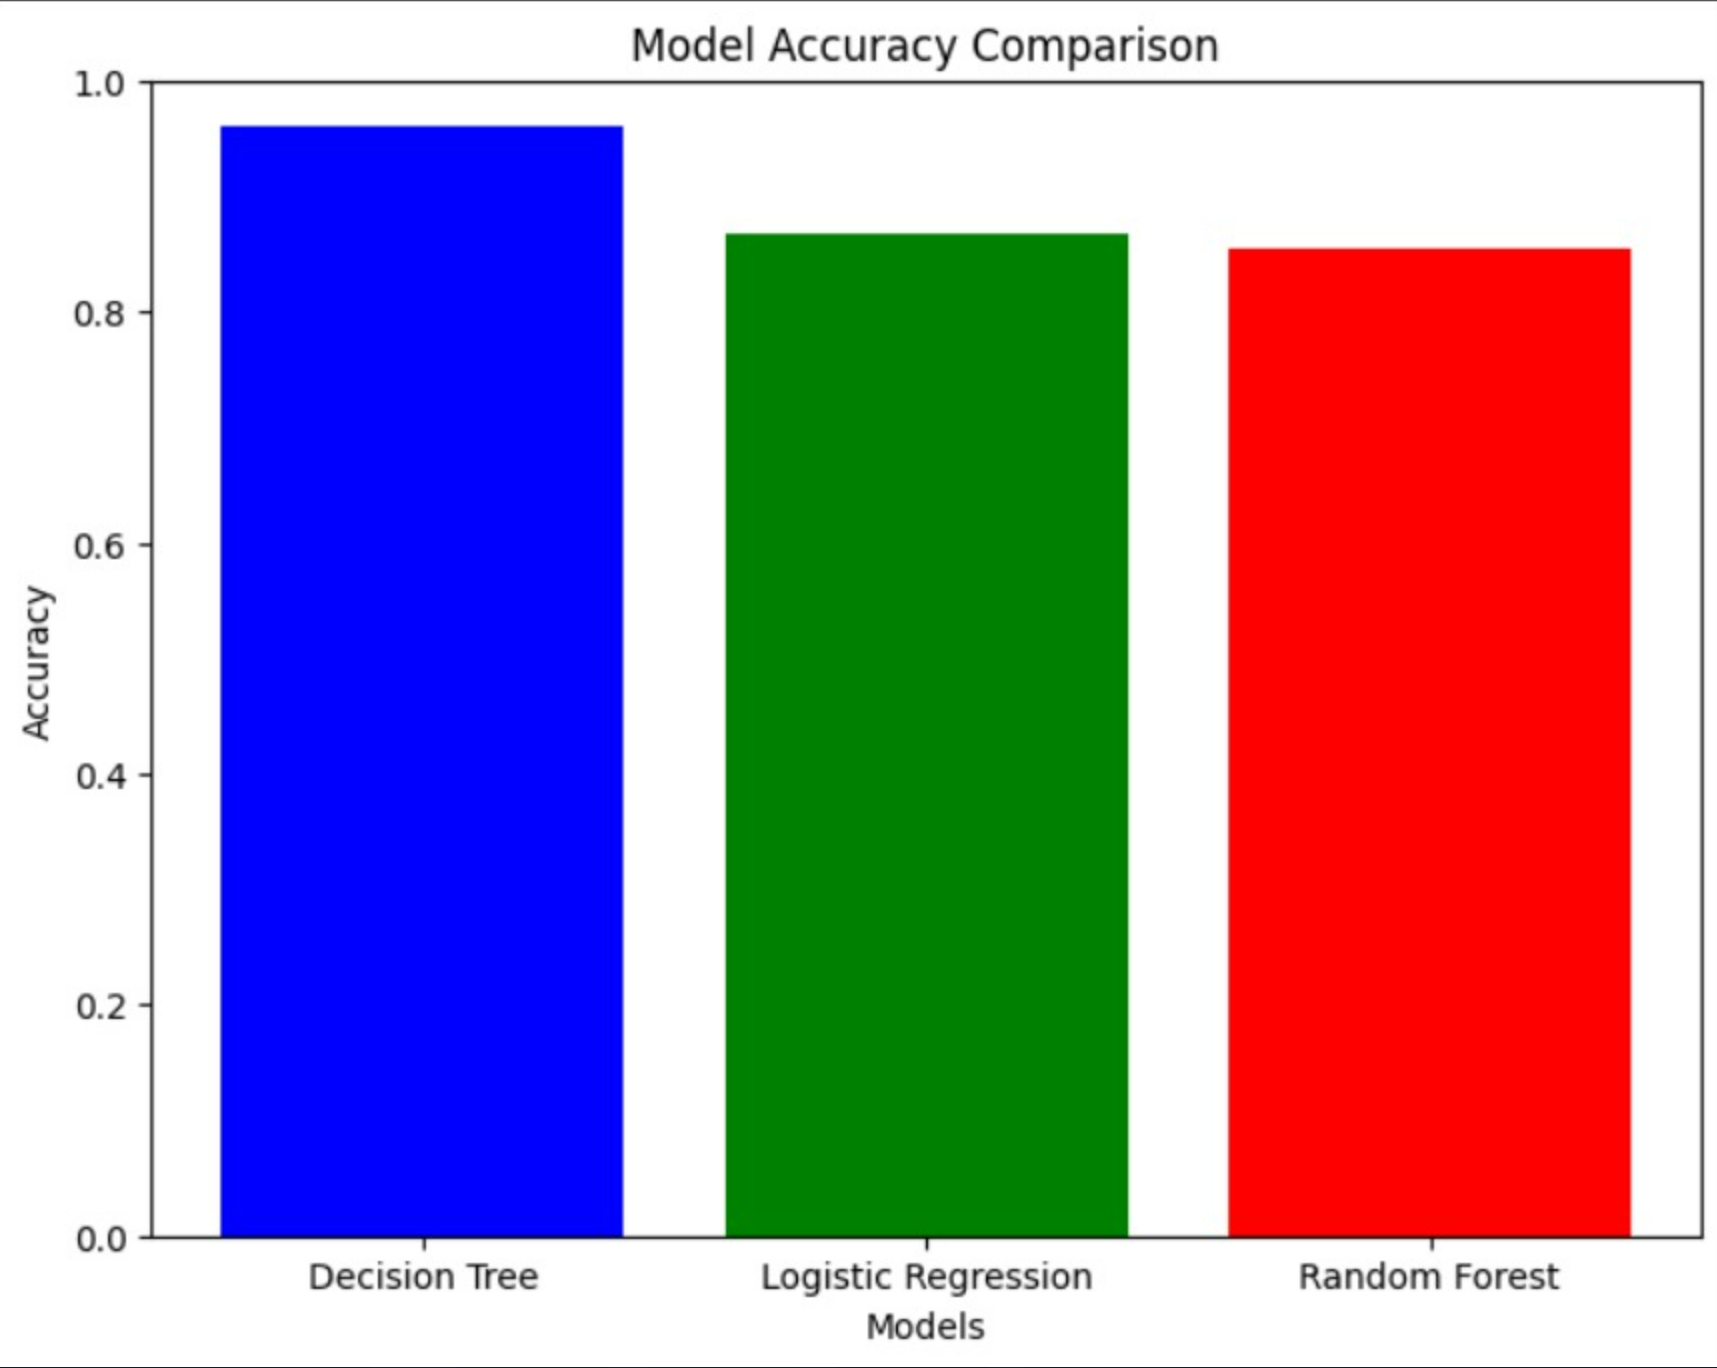 Model Accuracy Comparison
1.0
0.8
0.6
0.4
0.2
0.0
Accuracy
Decision Tree
Logistic Regression
Random Forest
Models